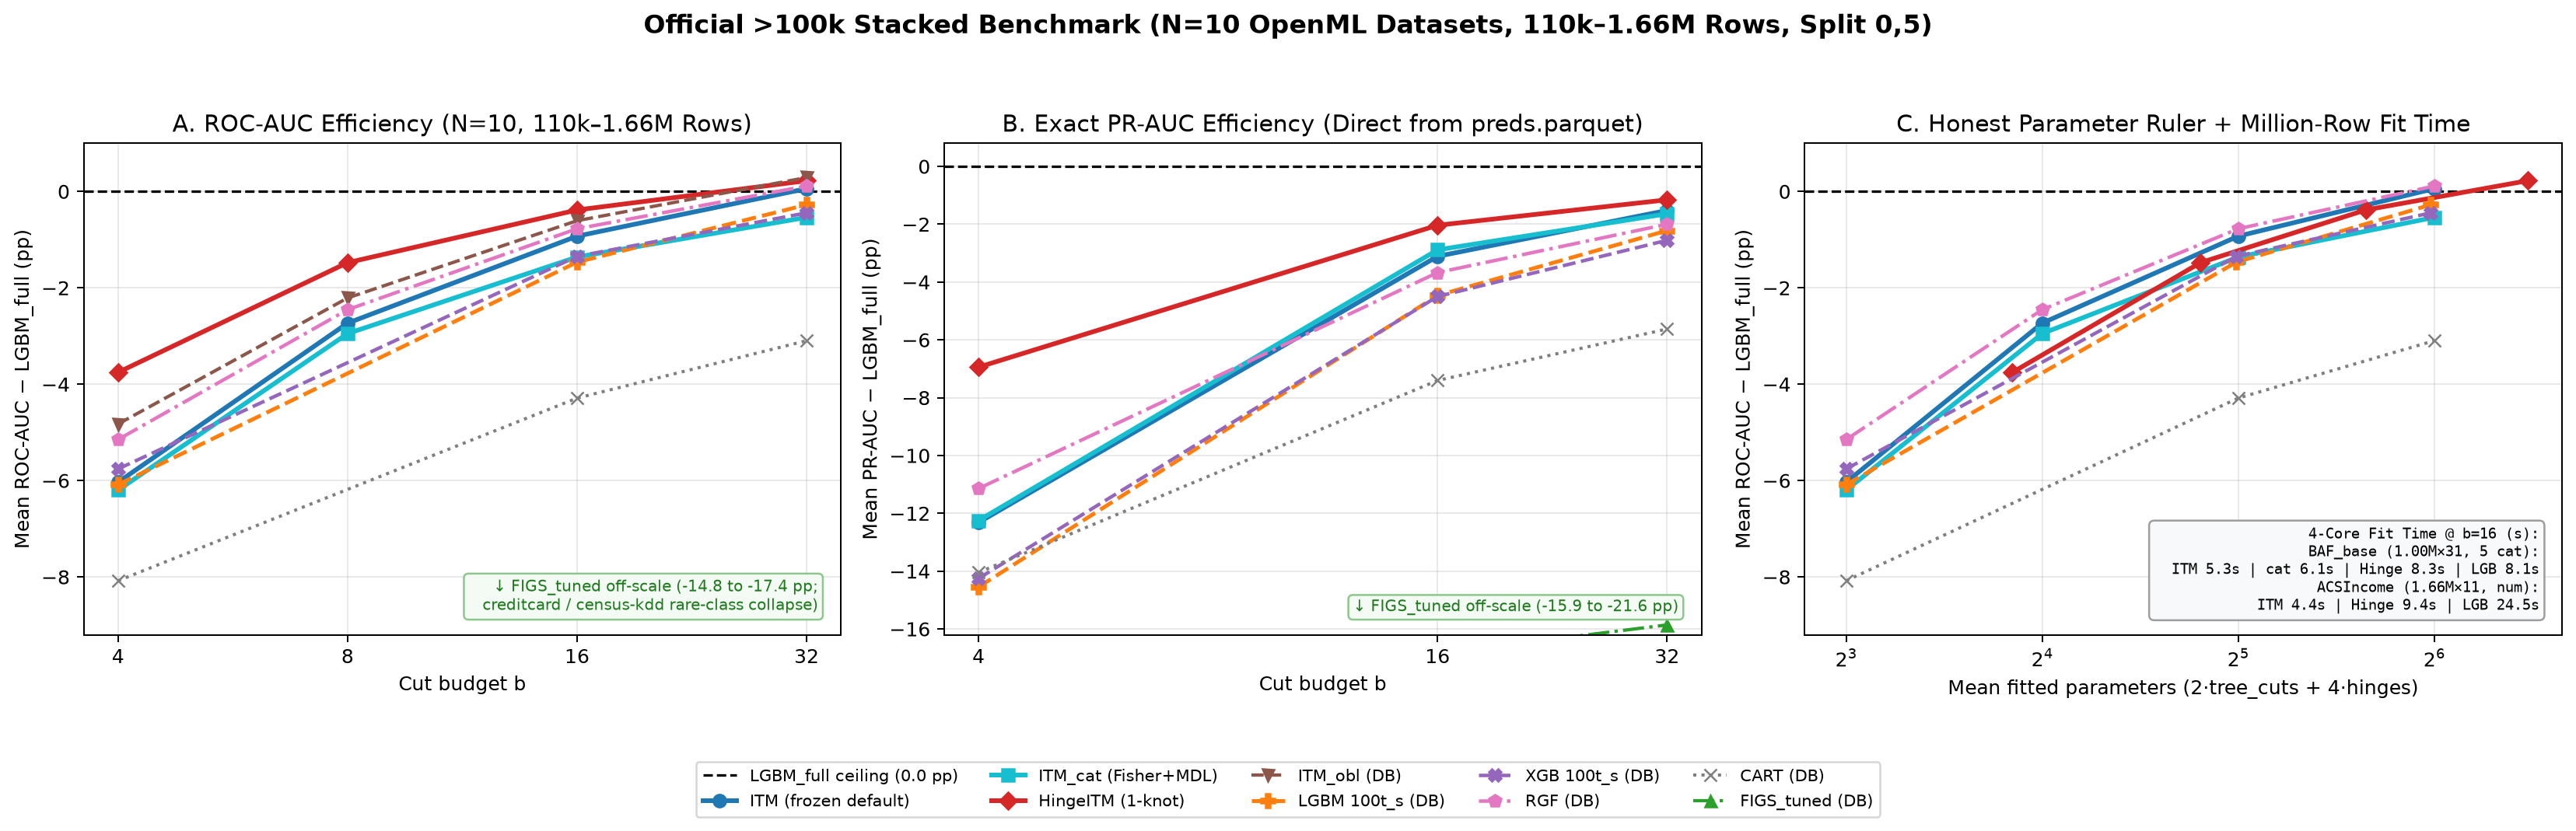 Official >100k Stacked Benchmark (N=10 OpenML Datasets, 110k–1.66M Rows, Split 0,5)
A. ROC-AUC Efficiency (N=10, 110k–1.66M Rows)
Mean ROC-AUC − LGBM_full (pp)
0
−2
−4
−6
−8
↓ FIGS_tuned off-scale (-14.8 to -17.4 pp;
creditcard / census-kdd rare-class collapse)
4
8
16
32
Cut budget b
B. Exact PR-AUC Efficiency (Direct from preds.parquet)
Mean PR-AUC − LGBM_full (pp)
0
−2
−4
−6
−8
−10
−12
−14
−16
↓ FIGS_tuned off-scale (-15.9 to -21.6 pp)
4
16
32
Cut budget b
C. Honest Parameter Ruler + Million-Row Fit Time
Mean ROC-AUC − LGBM_full (pp)
0
−2
−4
−6
−8
4-Core Fit Time @ b=16 (s):
BAF_base (1.00M×31, 5 cat):
ITM 5.3s | cat 6.1s | Hinge 8.3s | LGB 8.1s
ACSIncome (1.66M×11, num):
ITM 4.4s | Hinge 9.4s | LGB 24.5s
2³
2⁴
2⁵
2⁶
Mean fitted parameters (2·tree_cuts + 4·hinges)
LGBM_full ceiling (0.0 pp)
ITM (frozen default)
ITM_cat (Fisher+MDL)
HingeITM (1-knot)
ITM_obl (DB)
LGBM 100t_s (DB)
XGB 100t_s (DB)
RGF (DB)
CART (DB)
FIGS_tuned (DB)